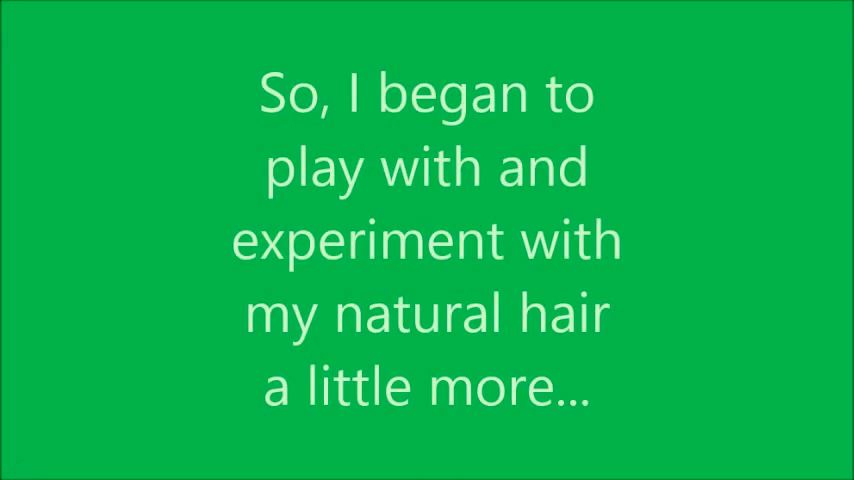 So, I began to
play with and
experiment with
my natural hair
a little more...